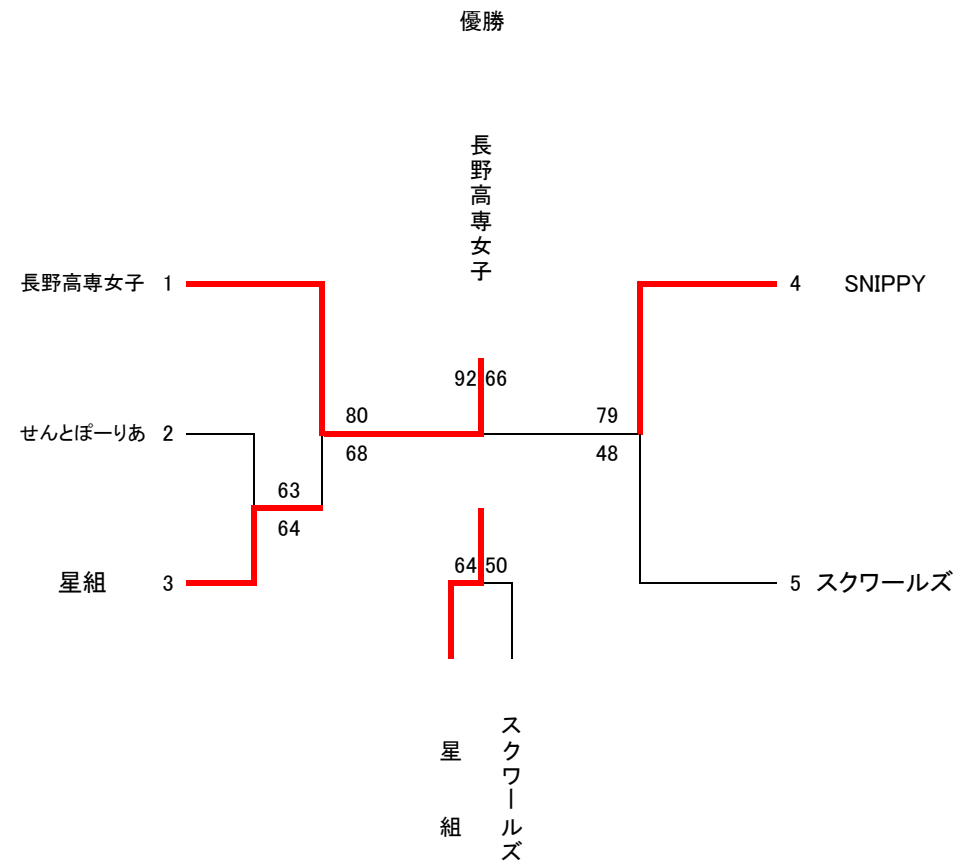 優勝
長野高専女子
長野高専女子 1
4 SNIPPY
92 66
80
79
せんとぽーりあ 2
68
48
63
64
64 50
星組 3
5 スクワールズ
星組
スクワールズ